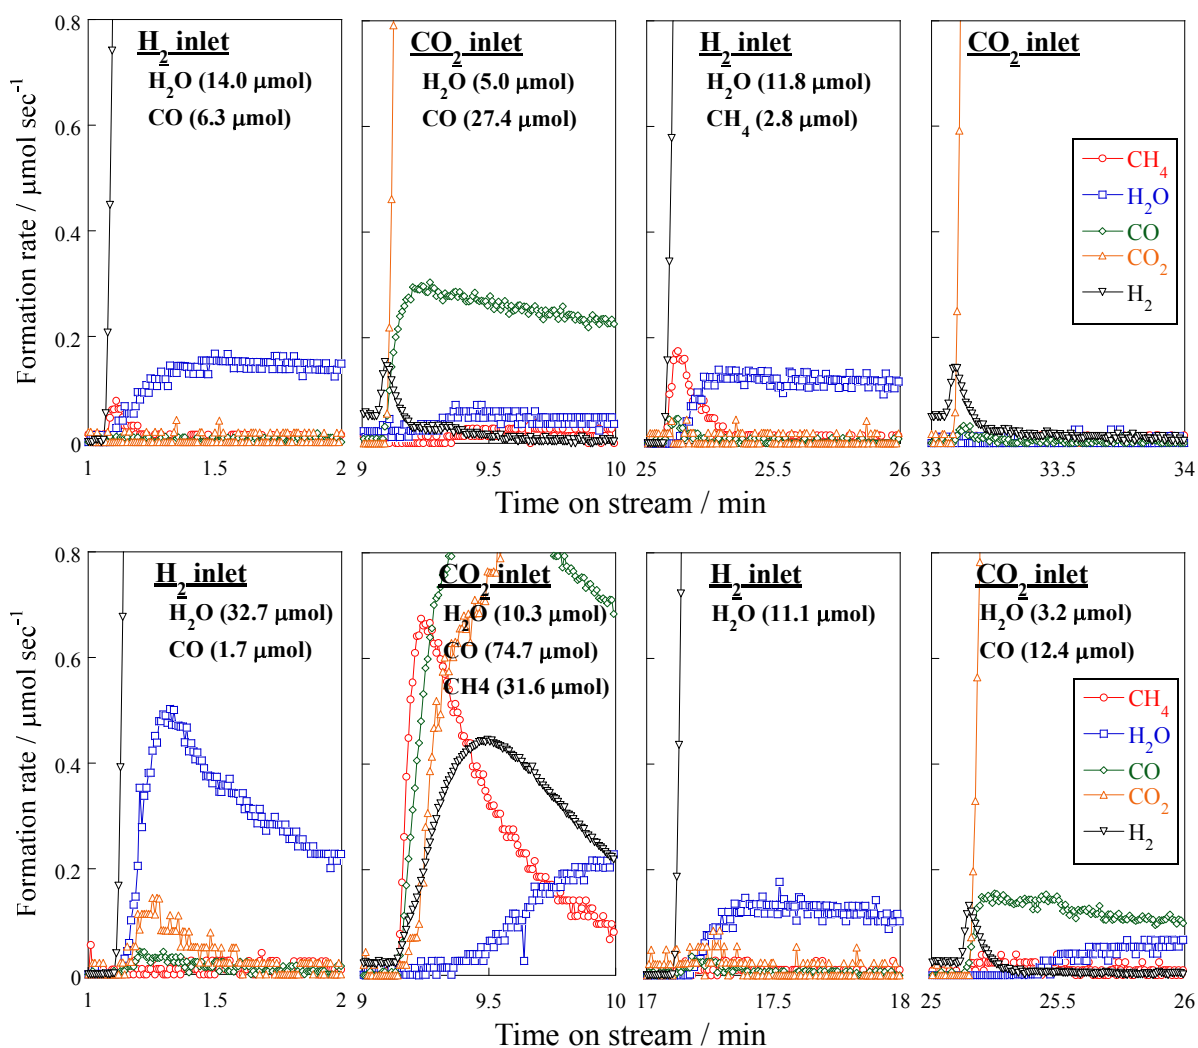 Formation rate / μmol sec⁻¹
0.8
0.6
0.4
0.2
0
H₂ inlet
H₂O (14.0 μmol)
CO (6.3 μmol)
1 1.5 2
CO₂ inlet
H₂O (5.0 μmol)
CO (27.4 μmol)
9 9.5 10
H₂ inlet
H₂O (11.8 μmol)
CH₄ (2.8 μmol)
25 25.5 26
CO₂ inlet
33 33.5 34
CH₄
H₂O
CO
CO₂
H₂
Time on stream / min
Formation rate / μmol sec⁻¹
0.8
0.6
0.4
0.2
0
H₂ inlet
H₂O (32.7 μmol)
CO (1.7 μmol)
1 1.5 2
CO₂ inlet
H₂O (10.3 μmol)
CO (74.7 μmol)
CH4 (31.6 μmol)
9 9.5 10
H₂ inlet
H₂O (11.1 μmol)
17 17.5 18
CO₂ inlet
H₂O (3.2 μmol)
CO (12.4 μmol)
25 25.5 26
CH₄
H₂O
CO
CO₂
H₂
Time on stream / min